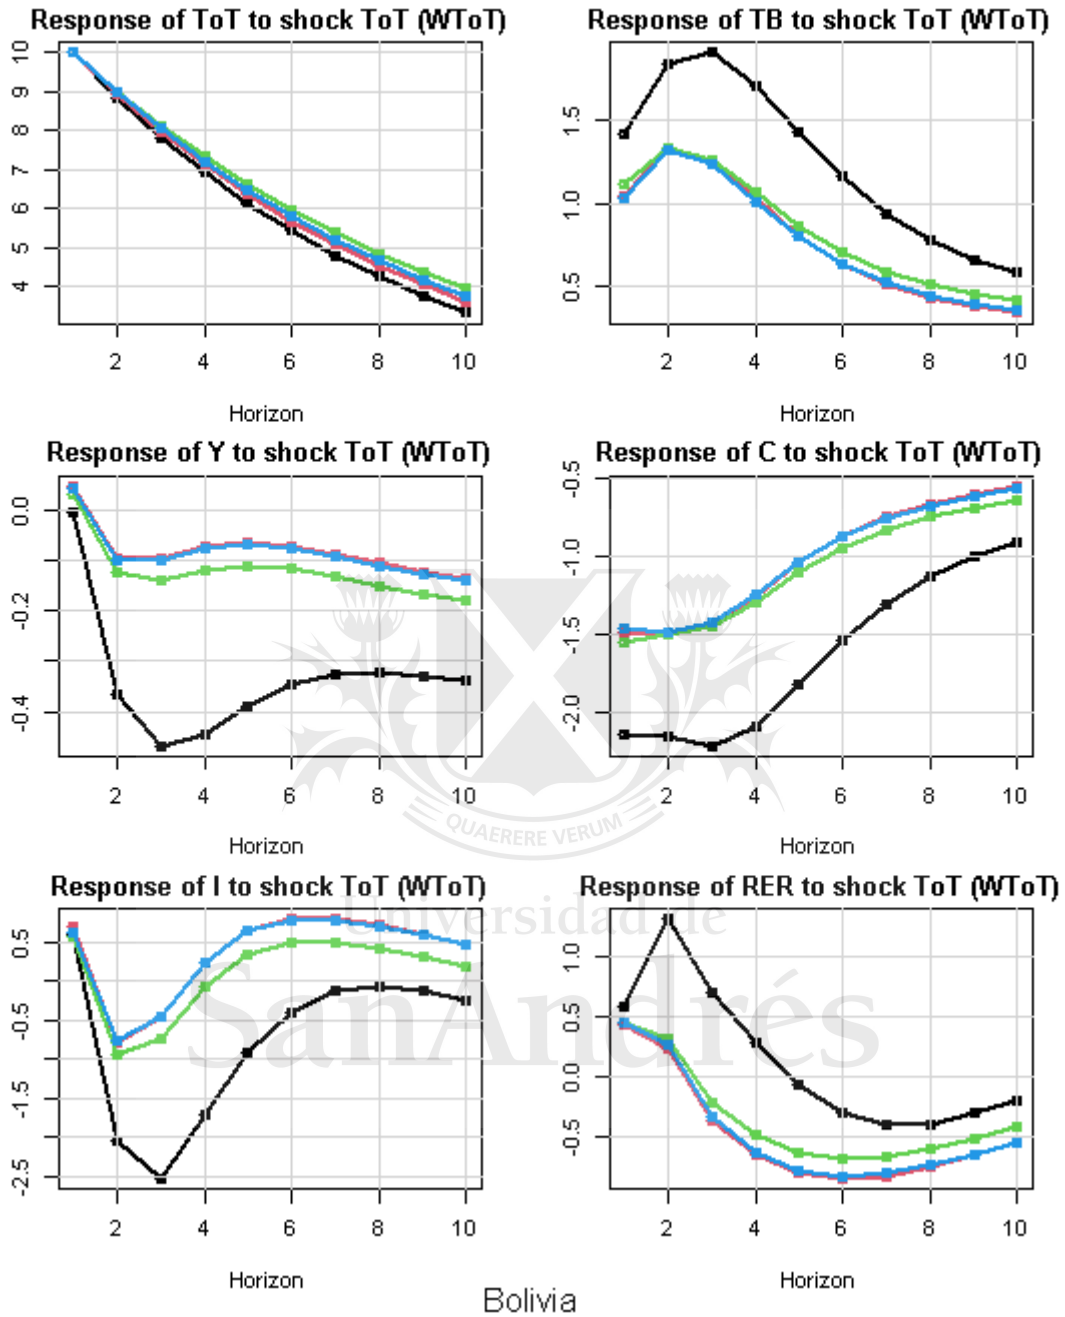 Response of ToT to shock ToT (WToT)
Response of TB to shock ToT (WToT)
10
9
8
7
6
5
4
1.5
1.0
0.5
2 4 6 8 10
2 4 6 8 10
Horizon
Horizon
Response of Y to shock ToT (WToT)
Response of C to shock ToT (WToT)
0.0
-0.2
-0.4
-0.5
-1.0
-1.5
-2.0
2 4 6 8 10
2 4 6 8 10
QUAERERE VERUM
Horizon
Horizon
Response of I to shock ToT (WToT)
Response of RER to shock ToT (WToT)
Universidad de
SanAndrés
0.5
-0.5
-1.5
-2.5
1.0
0.5
0.0
-0.5
2 4 6 8 10
2 4 6 8 10
Horizon
Horizon
Bolivia